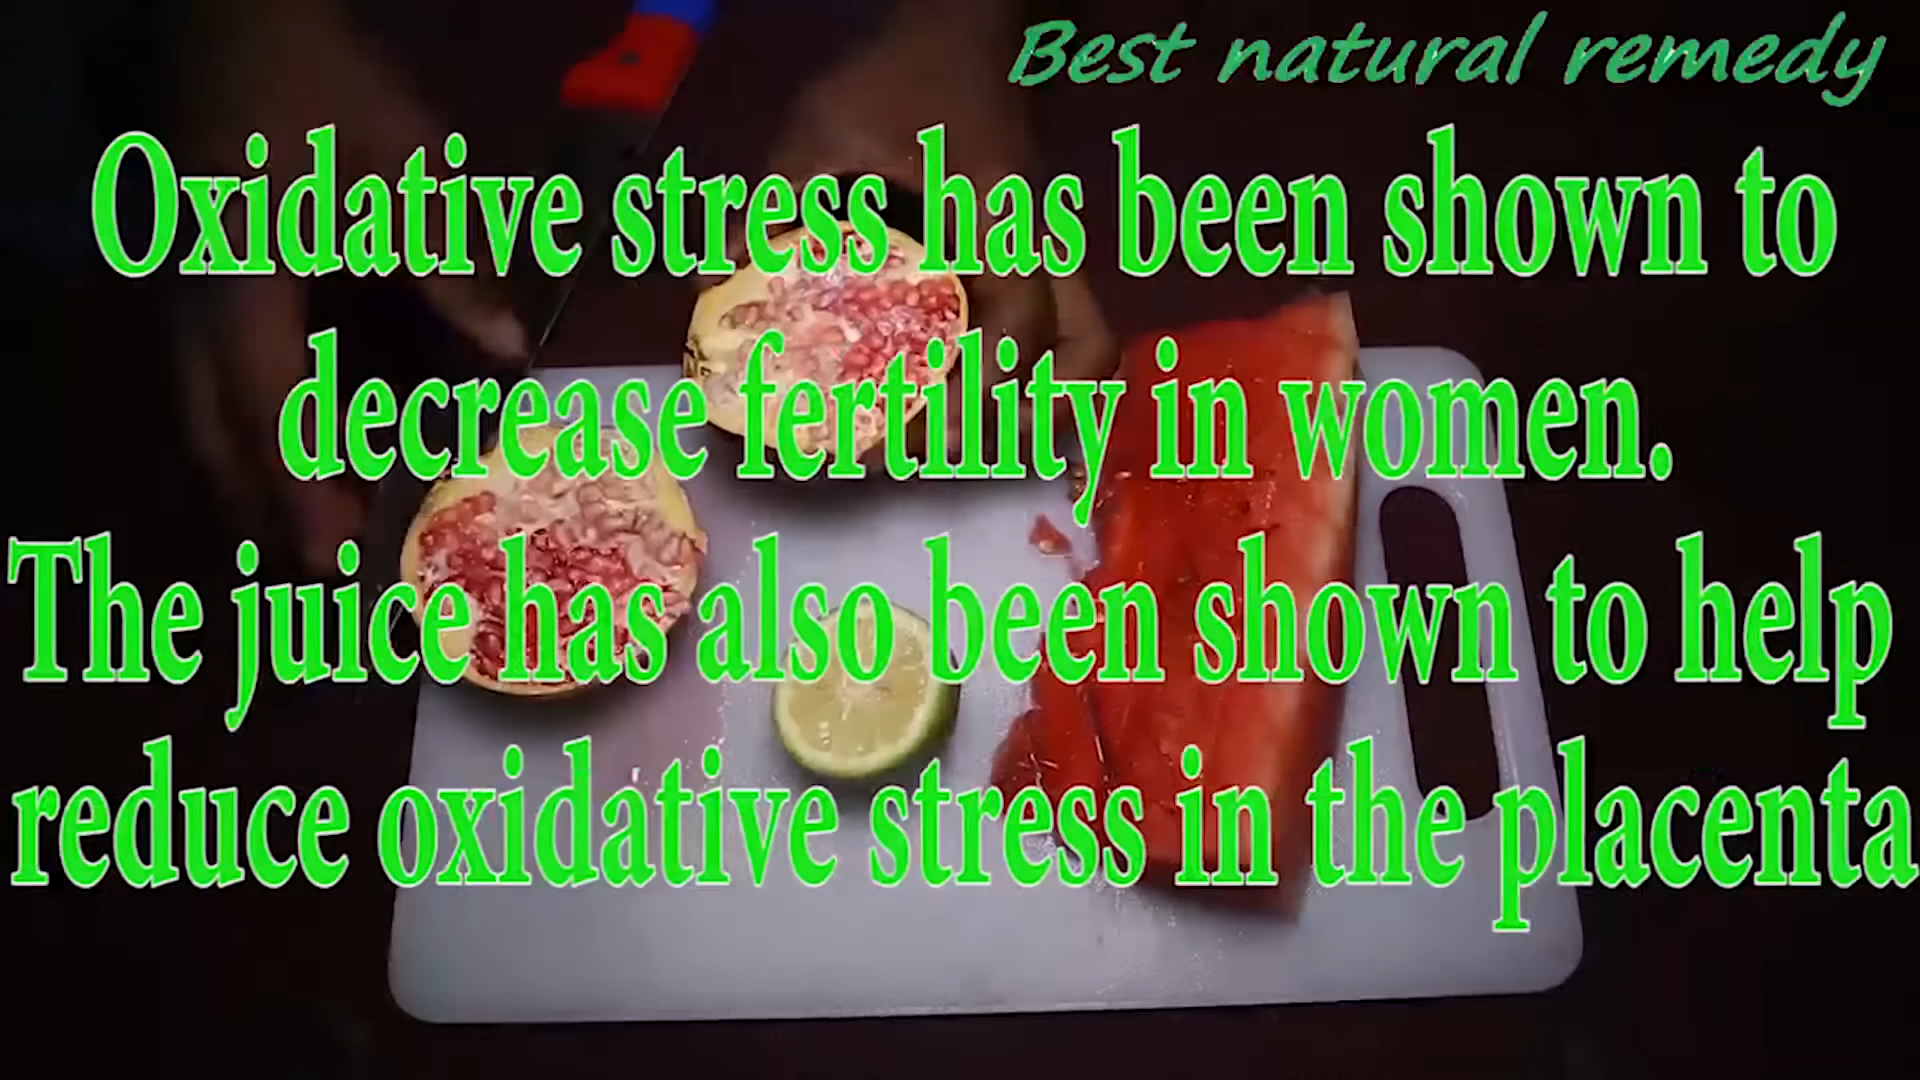 Best natural remedy
Oxidative stress has been shown to
decrease fertility in women.
The juice has also been shown to help
reduce oxidative stress in the placenta